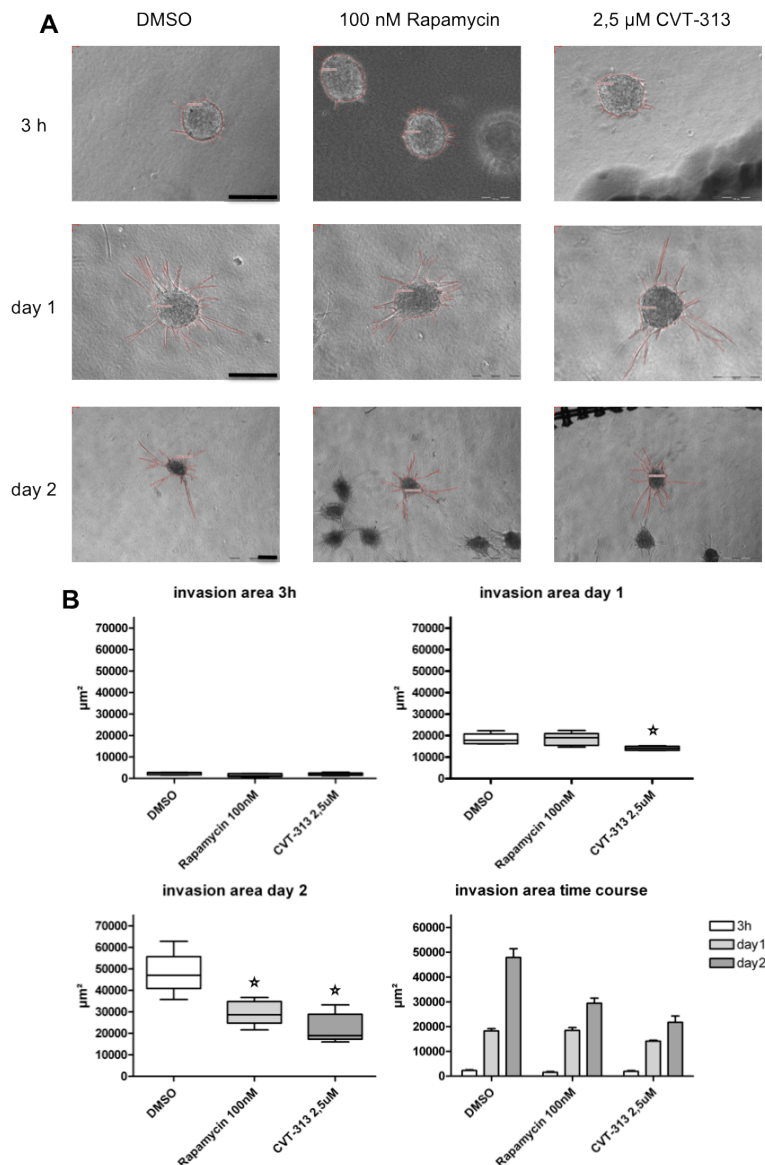 A
DMSO
100 nM Rapamycin
2,5 µM CVT-313
3 h
day 1
day 2
B
invasion area 3h
70000
60000
50000
40000
30000
20000
10000
0
µm²
DMSO
Rapamycin 100nM
CVT-313 2,5uM
invasion area day 1
70000
60000
50000
40000
30000
20000
10000
0
µm²
DMSO
Rapamycin 100nM
CVT-313 2,5uM
invasion area day 2
70000
60000
50000
40000
30000
20000
10000
0
µm²
DMSO
Rapamycin 100nM
CVT-313 2,5uM
invasion area time course
60000
50000
40000
30000
20000
10000
0
µm²
DMSO
Rapamycin 100nM
CVT-313 2,5uM
3h
day1
day2